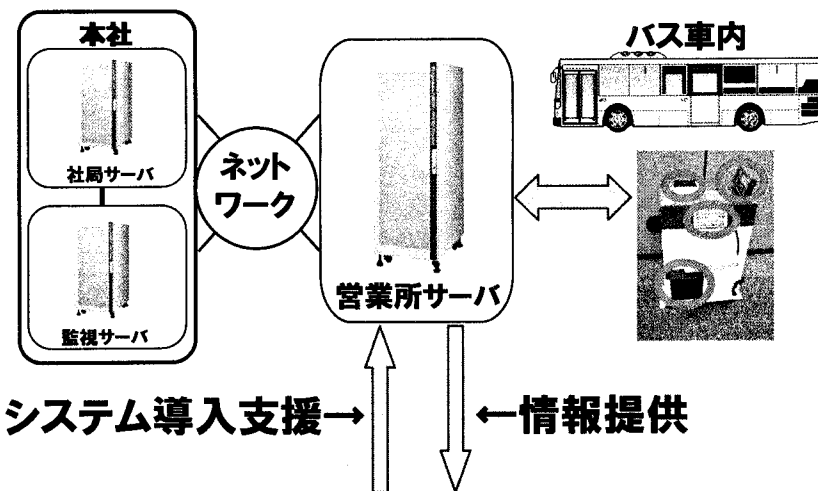 本社
社局サーバ
監視サーバ
ネット
ワーク
営業所サーバ
バス車内
システム導入支援→
←情報提供